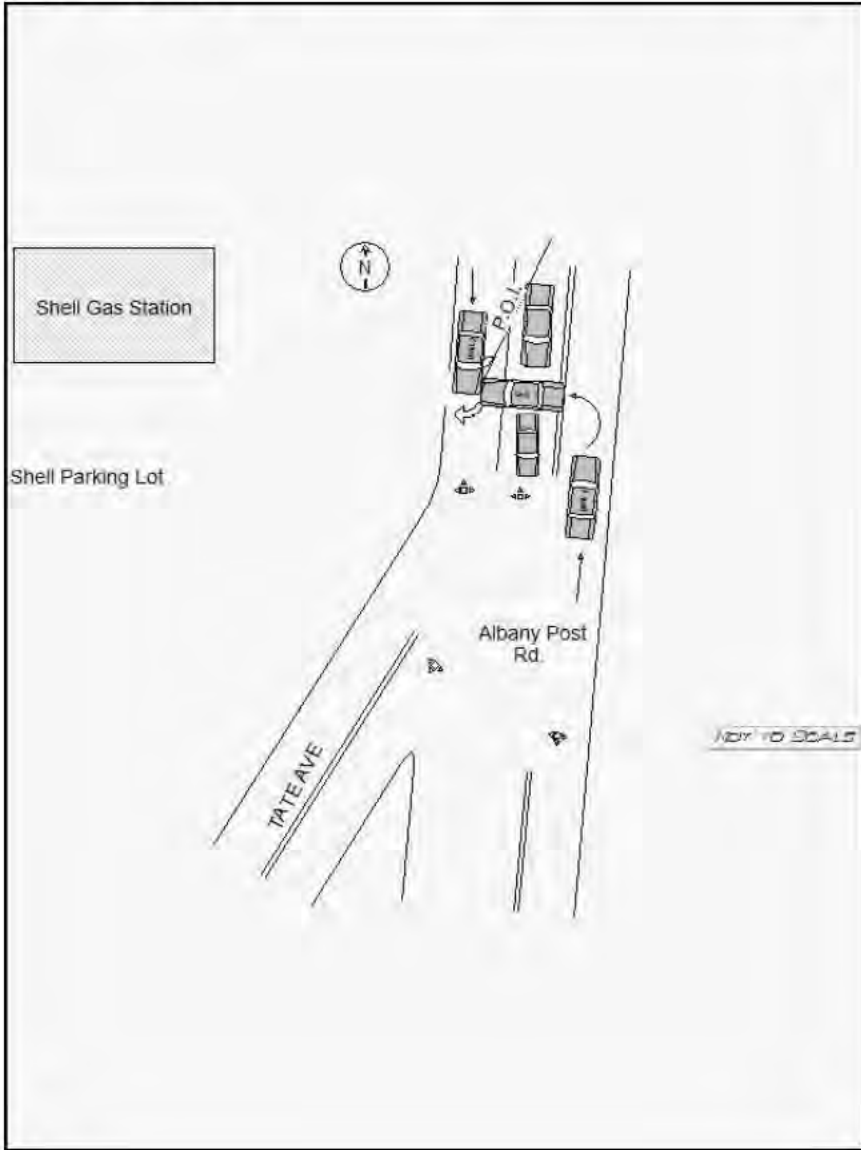 Shell Gas Station
N
P.O.I.
Shell Parking Lot
Albany Post
Rd.
NOT TO SCALE
TATE AVE